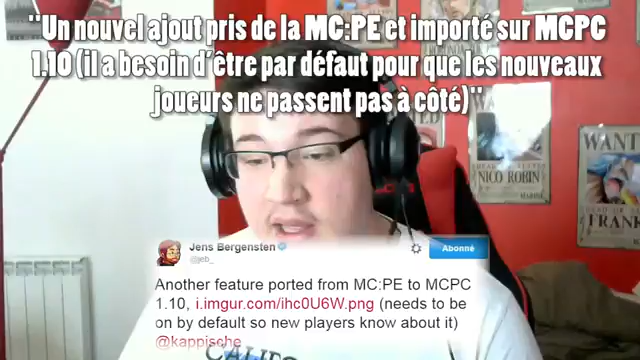 "Un nouvel ajout pris de la MC:PE et importé sur MCPC
1.10 (il a besoin d'être par défaut pour que les nouveaux
joueurs ne passent pas à côté)"
WANTED
NICO ROBIN
MARINE
WANT
FRANK
Jens Bergensten
@jeb_
Abonné
Another feature ported from MC:PE to MCPC
1.10, i.imgur.com/ihc0U6W.png (needs to be
on by default so new players know about it)
@kappische